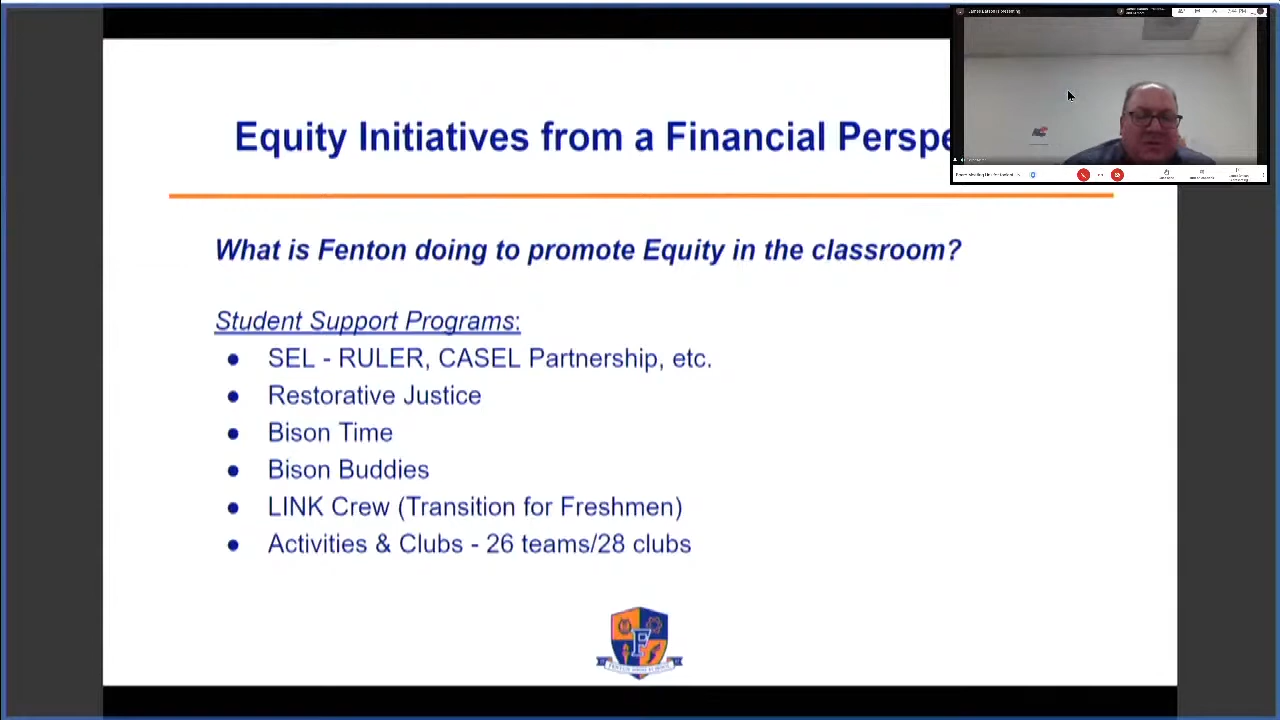 Equity Initiatives from a Financial Perspe
What is Fenton doing to promote Equity in the classroom?
Student Support Programs:
● SEL - RULER, CASEL Partnership, etc.
● Restorative Justice
● Bison Time
● Bison Buddies
● LINK Crew (Transition for Freshmen)
● Activities & Clubs - 26 teams/28 clubs
F